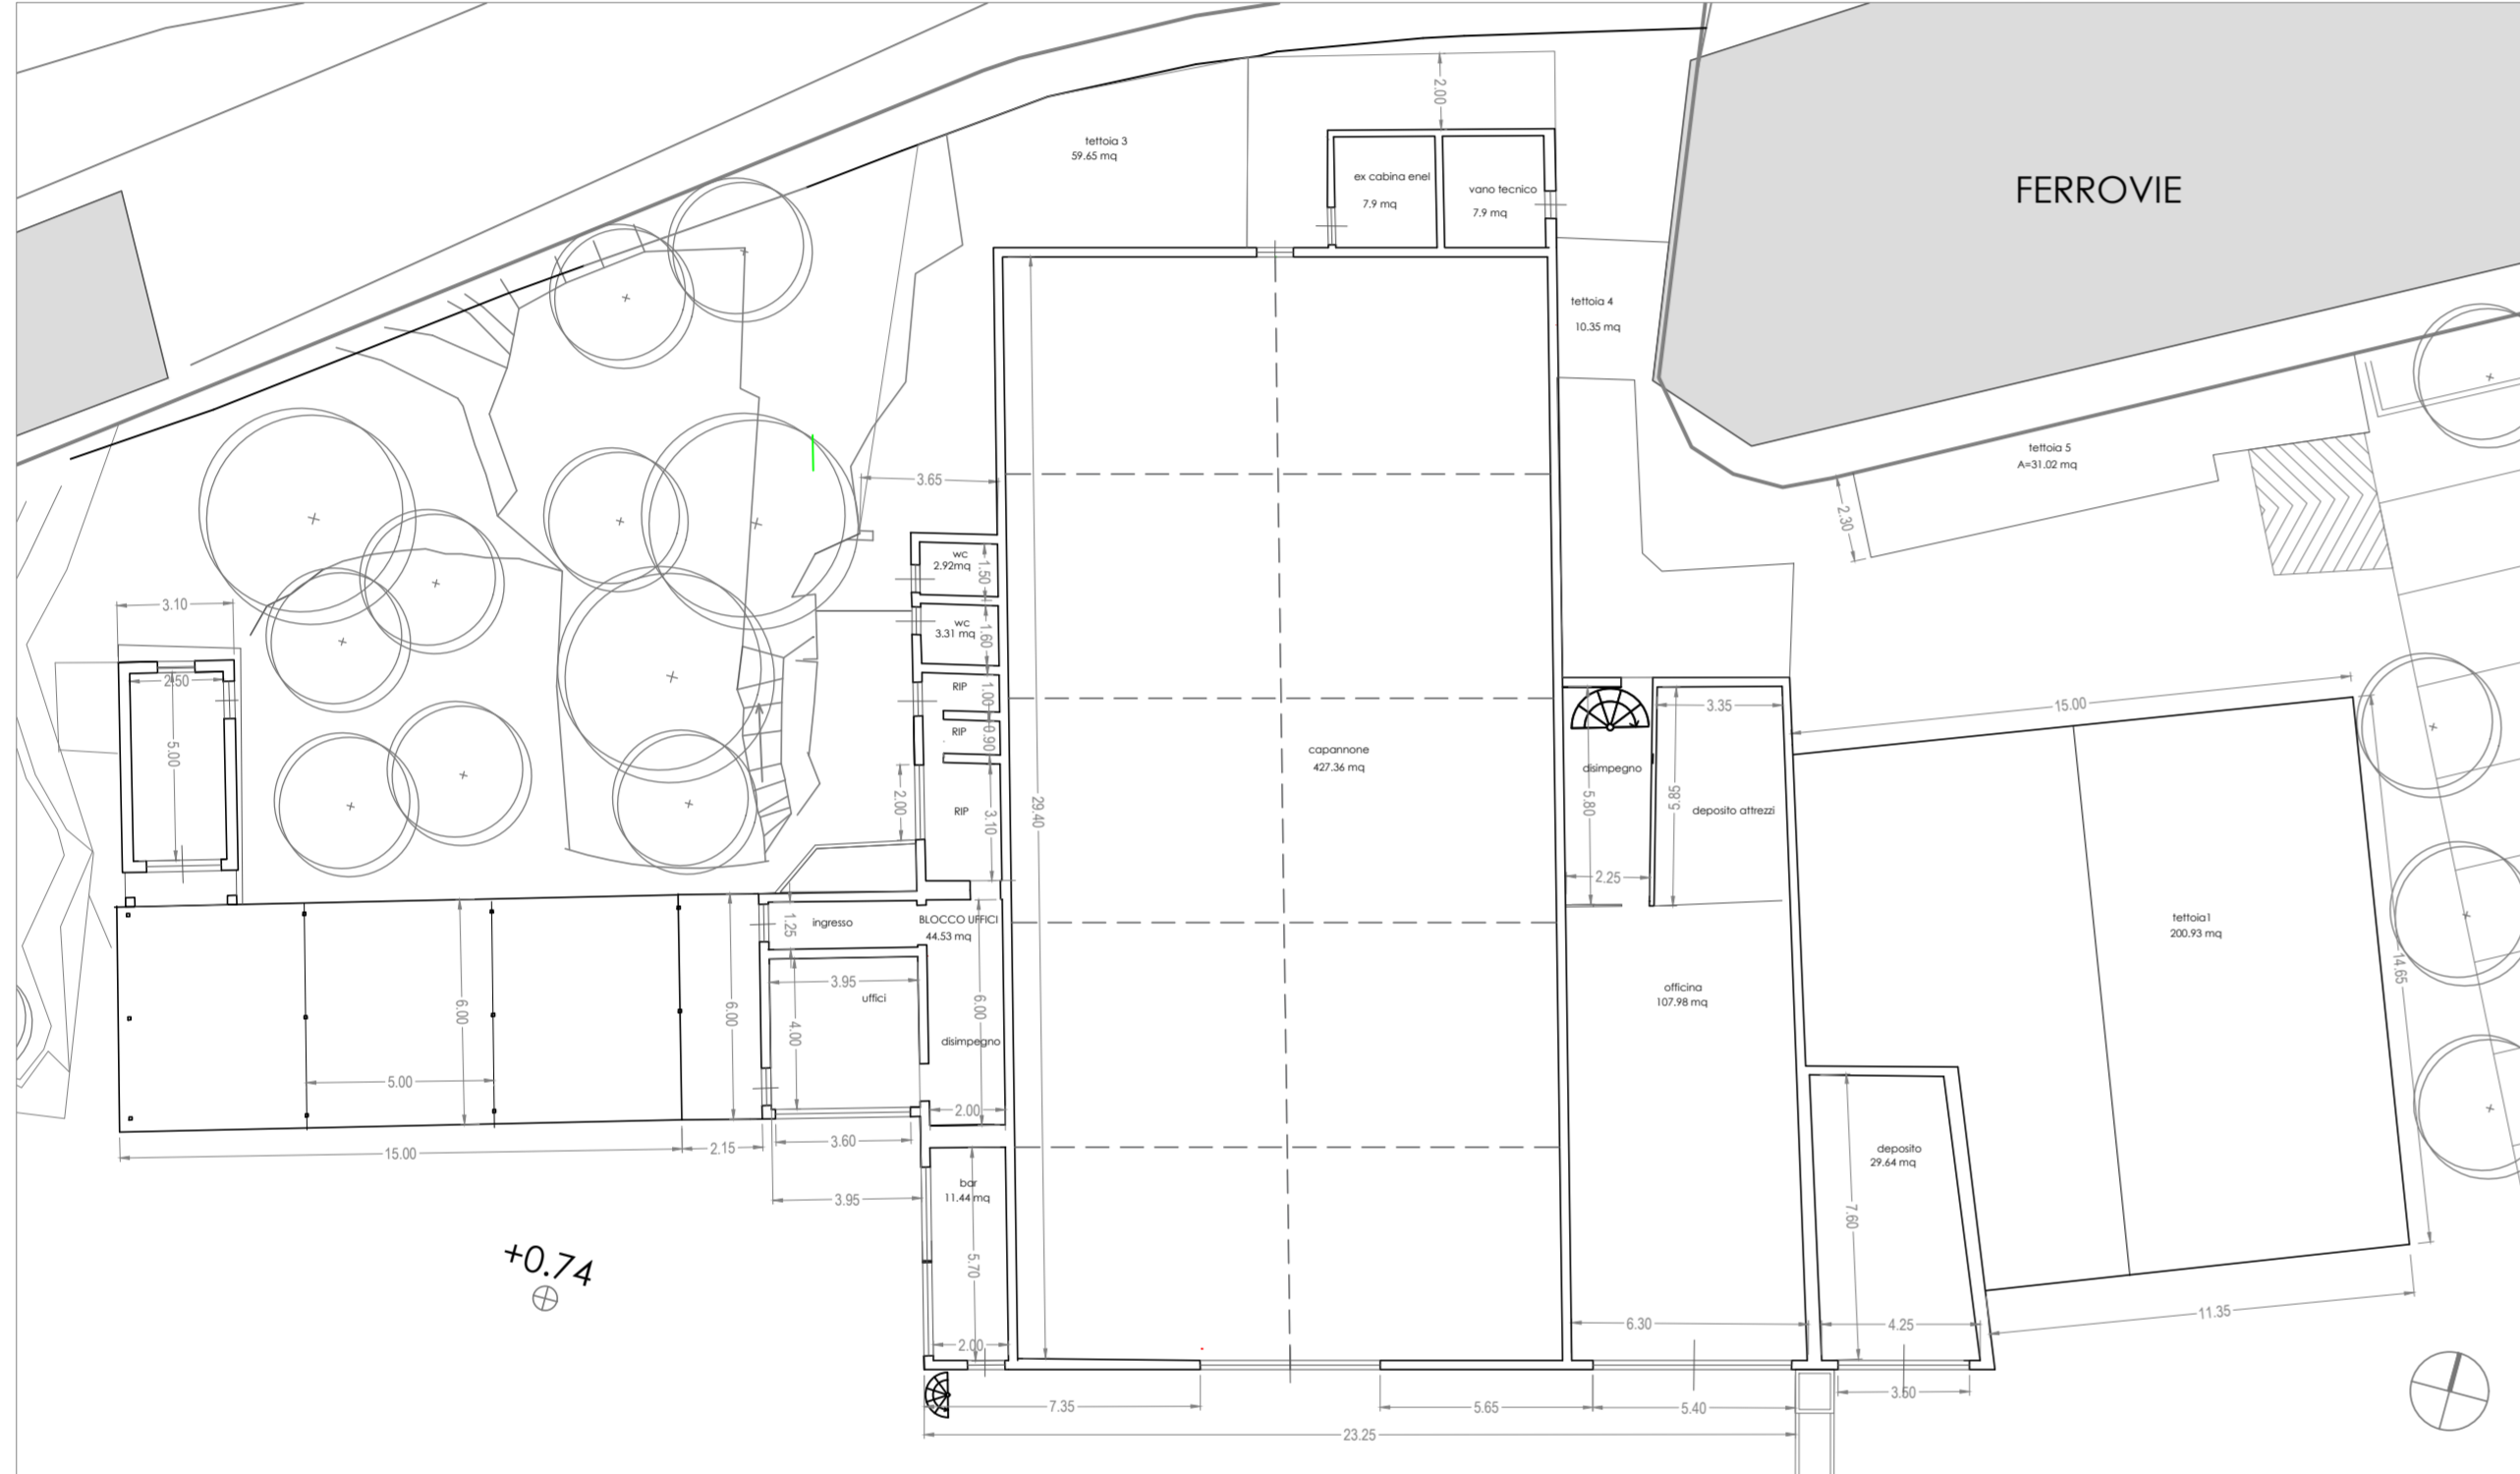 2.00
tettoia 3
59.65 mq
ex cabina enel
7.9 mq
vano tecnico
7.9 mq
FERROVIE
tettoia 4
10.35 mq
tettoia 5
A=31.02 mq
2.30
3.65
wc
2.92mq
1.50
wc
3.31 mq
1.60
3.10
2.50
5.00
RIP
1.00
RIP
0.90
RIP
3.10
2.00
29.40
capannone
427.36 mq
disimpegno
5.80
2.25
3.35
5.85
deposito attrezzi
15.00
14.65
tettoia1
200.93 mq
ingresso
1.25
BLOCCO UFFICI
44.53 mq
3.95
uffici
4.00
6.00
6.00
6.00
disimpegno
2.00
officina
107.98 mq
5.00
15.00
2.15
3.60
3.95
bar
11.44 mq
5.70
2.00
deposito
29.64 mq
7.60
+0.74
6.30
4.25
11.35
7.35
5.65
5.40
3.50
23.25